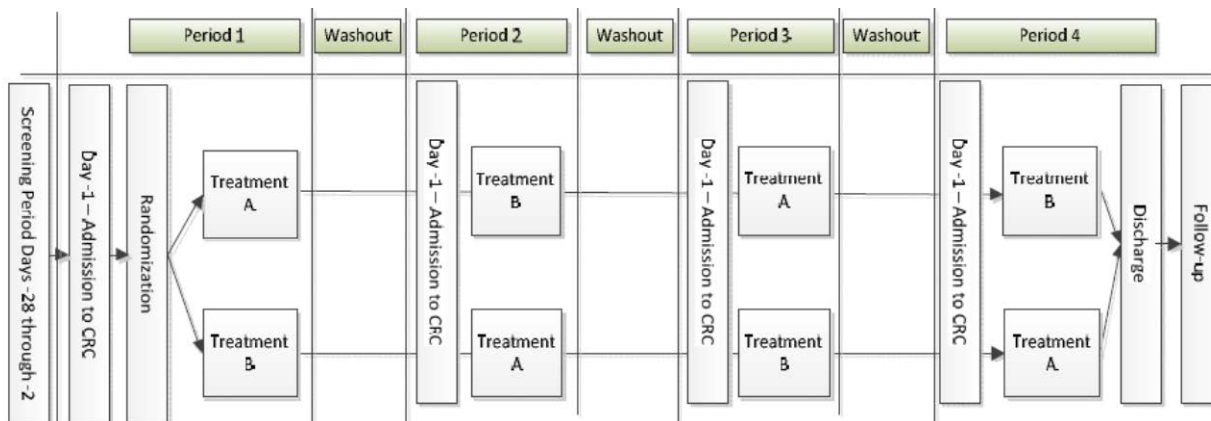 Period 1
Washout
Period 2
Washout
Period 3
Washout
Period 4
Screening Period Days -28 through -2
Day -1 – Admission to CRC
Randomization
Treatment
A
Treatment
B
Day -1 – Admission to CRC
Treatment
B
Treatment
A
Day -1 – Admission to CRC
Treatment
A
Treatment
B
Day -1 – Admission to CRC
Treatment
B
Treatment
A
Discharge
Follow-up